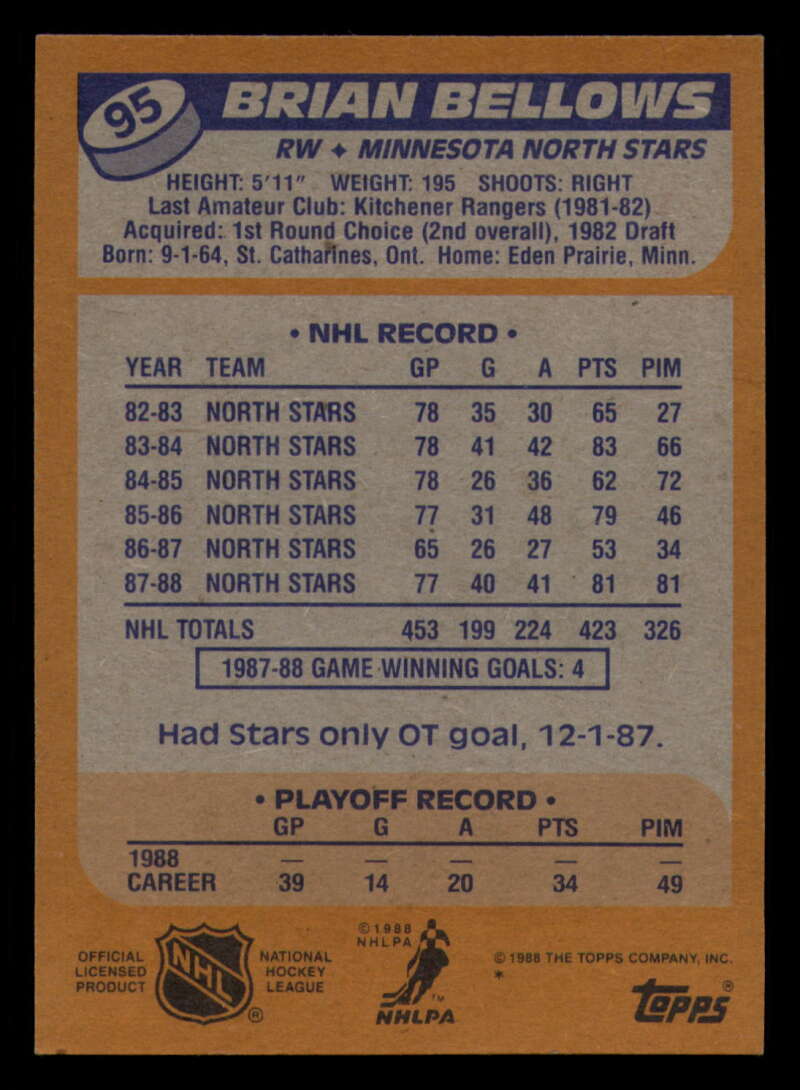 95
BRIAN BELLOWS
RW ✦ MINNESOTA NORTH STARS
HEIGHT: 5'11" WEIGHT: 195 SHOOTS: RIGHT
Last Amateur Club: Kitchener Rangers (1981-82)
Acquired: 1st Round Choice (2nd overall), 1982 Draft
Born: 9-1-64, St. Catharines, Ont. Home: Eden Prairie, Minn.
• NHL RECORD •
YEAR TEAM GP G A PTS PIM
82-83 NORTH STARS 78 35 30 65 27
83-84 NORTH STARS 78 41 42 83 66
84-85 NORTH STARS 78 26 36 62 72
85-86 NORTH STARS 77 31 48 79 46
86-87 NORTH STARS 65 26 27 53 34
87-88 NORTH STARS 77 40 41 81 81
NHL TOTALS 453 199 224 423 326
1987-88 GAME WINNING GOALS: 4
Had Stars only OT goal, 12-1-87.
• PLAYOFF RECORD •
GP G A PTS PIM
1988 — — — — —
CAREER 39 14 20 34 49
OFFICIAL
LICENSED
PRODUCT
NHL
®
NATIONAL
HOCKEY
LEAGUE
©1988
NHLPA
TM
NHLPA
©1988 THE TOPPS COMPANY, INC.
*
topps®